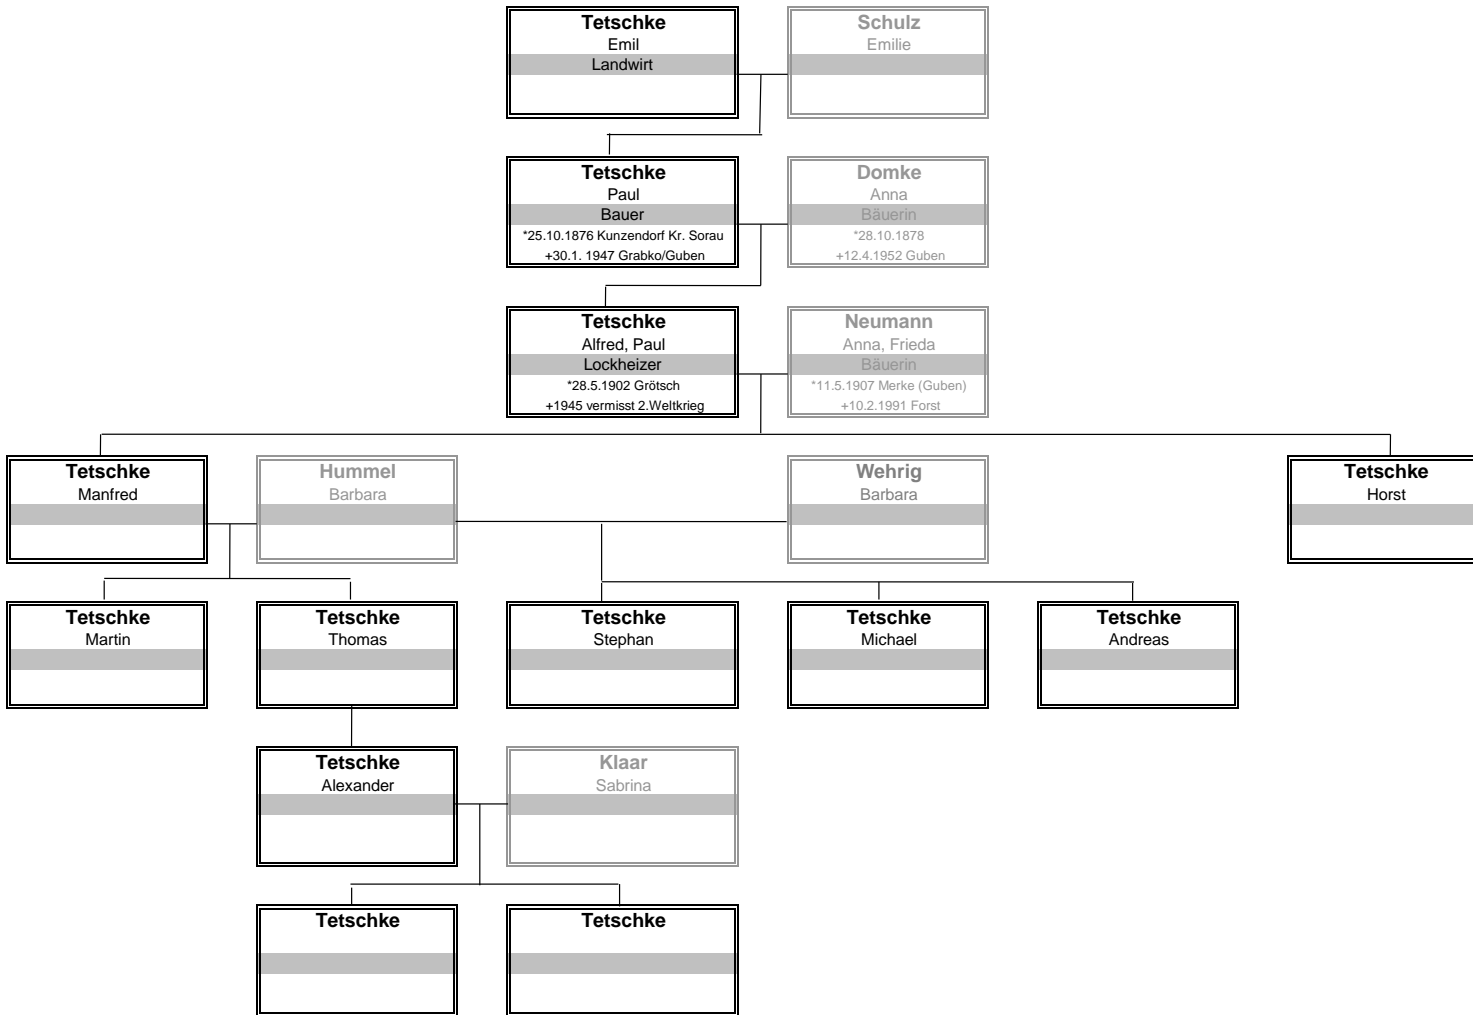 Tetschke
Emil
Landwirt
Schulz
Emilie
Tetschke
Paul
Bauer
*25.10.1876 Kunzendorf Kr. Sorau
+30.1. 1947 Grabko/Guben
Domke
Anna
Bäuerin
*28.10.1878
+12.4.1952 Guben
Tetschke
Alfred, Paul
Lockheizer
*28.5.1902 Grötsch
+1945 vermisst 2.Weltkrieg
Neumann
Anna, Frieda
Bäuerin
*11.5.1907 Merke (Guben)
+10.2.1991 Forst
Tetschke
Manfred
Hummel
Barbara
Wehrig
Barbara
Tetschke
Horst
Tetschke
Martin
Tetschke
Thomas
Tetschke
Stephan
Tetschke
Michael
Tetschke
Andreas
Tetschke
Alexander
Klaar
Sabrina
Tetschke
Tetschke